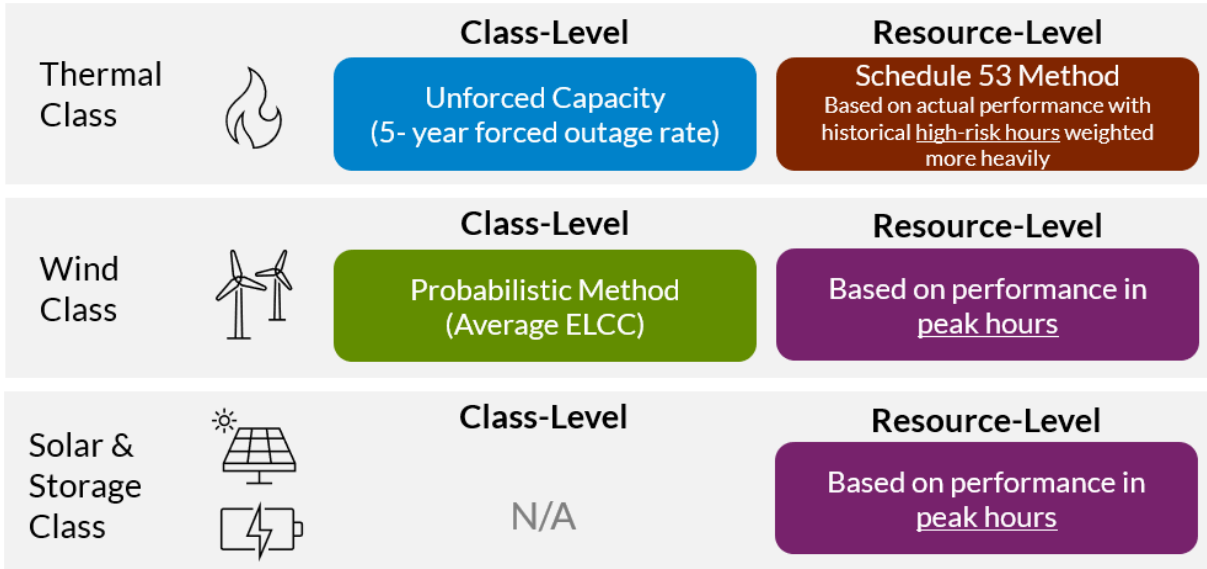 Thermal
Class
Class-Level
Unforced Capacity
(5- year forced outage rate)
Resource-Level
Schedule 53 Method
Based on actual performance with
historical high-risk hours weighted
more heavily
Wind
Class
Class-Level
Probabilistic Method
(Average ELCC)
Resource-Level
Based on performance in
peak hours
Solar &
Storage
Class
Class-Level
N/A
Resource-Level
Based on performance in
peak hours